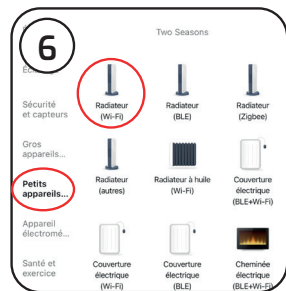 6
Two Seasons
Écl
Sécurité
et capteurs
Gros
appareils...
Petits
appareils...
Appareil
électromé...
Santé et
exercice
Radiateur
(Wi-Fi)
Radiateur
(BLE)
Radiateur
(Zigbee)
Radiateur
(autres)
Radiateur à huile
(Wi-Fi)
Couverture
électrique
(BLE+Wi-Fi)
Couverture
électrique
(Wi-Fi)
Couverture
électrique
(BLE)
Cheminée
électrique
(BLE+Wi-Fi)